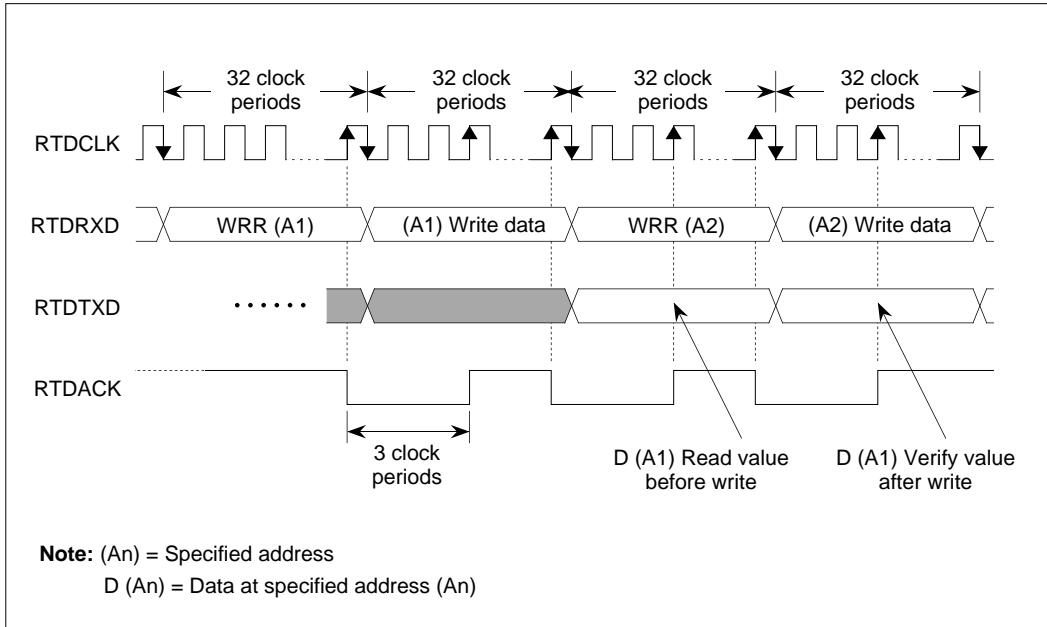 32 clock
periods
32 clock
periods
32 clock
periods
32 clock
periods
RTDCLK
RTDRXD
WRR (A1)
(A1) Write data
WRR (A2)
(A2) Write data
RTDTXD
RTDACK
3 clock
periods
D (A1) Read value
before write
D (A1) Verify value
after write
Note: (An) = Specified address
D (An) = Data at specified address (An)